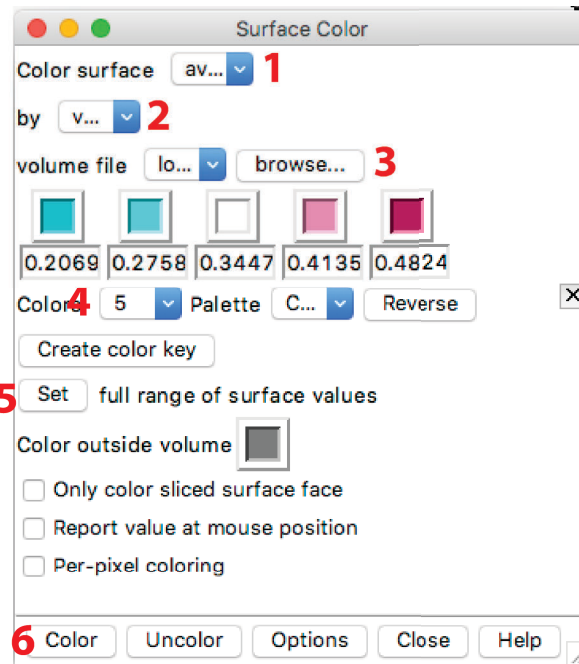 Surface Color
Color surface av... 1
by v... 2
volume file lo... browse... 3
0.2069 0.2758 0.3447 0.4135 0.4824
4 5 Palette C... Reverse
Create color key
5 Set full range of surface values
Color outside volume
Only color sliced surface face
Report value at mouse position
Per-pixel coloring
6 Color Uncolor Options Close Help